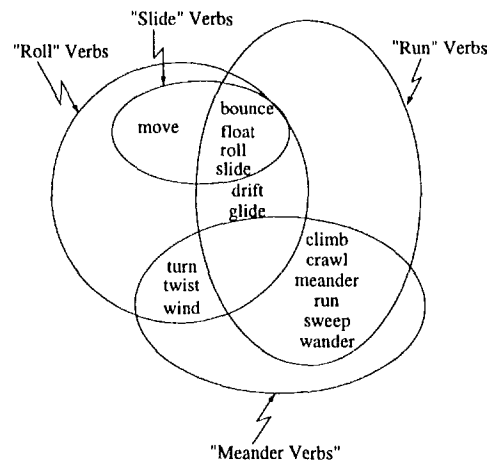 "Slide" Verbs
"Roll" Verbs
"Run" Verbs
move
bounce
float
roll
slide
drift
glide
turn
twist
wind
climb
crawl
meander
run
sweep
wander
"Meander Verbs"